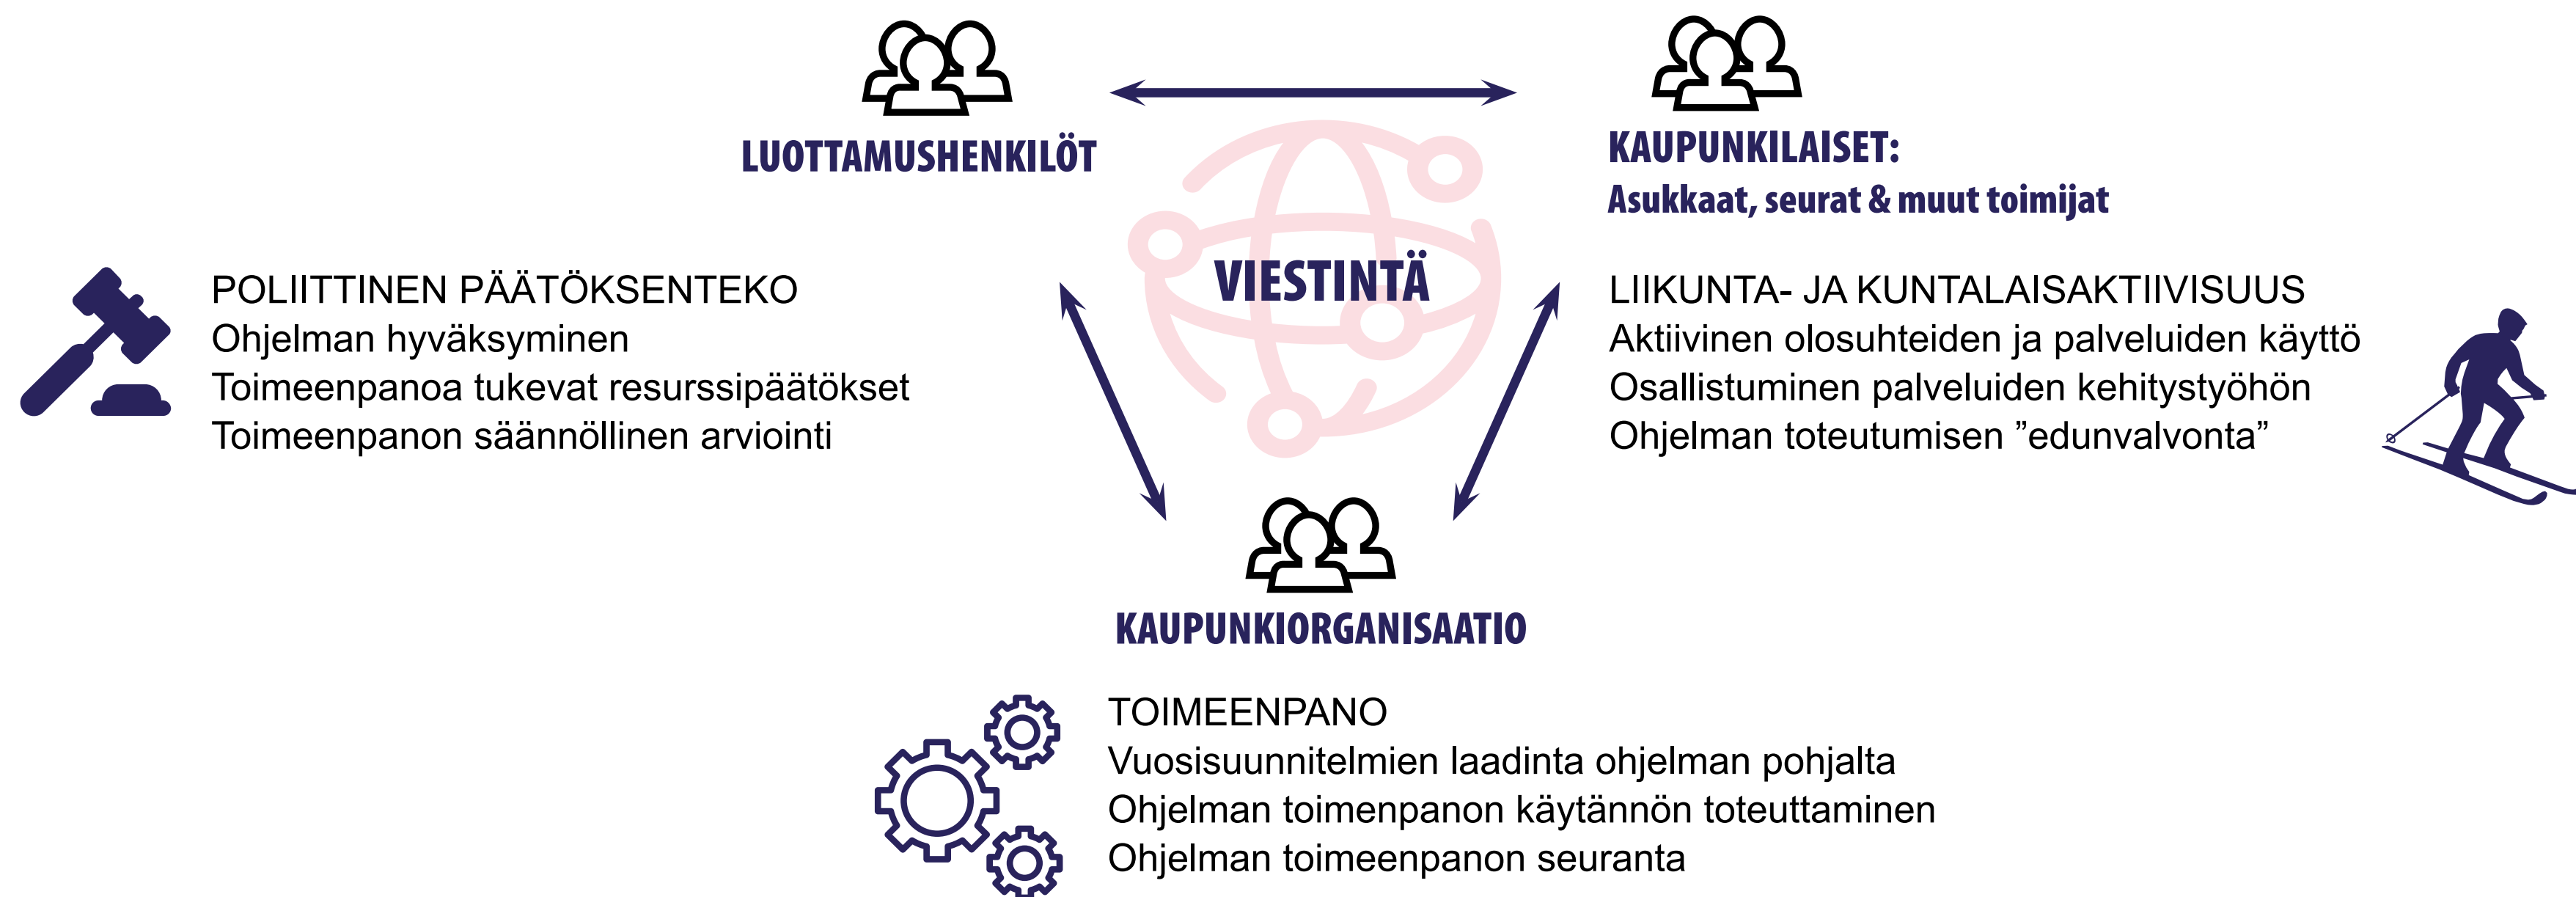 LUOTTAMUSHENKILÖT
KAUPUNKILAISET:
Asukkaat, seurat & muut toimijat
VIESTINTÄ
POLIITTINEN PÄÄTÖKSENTEKO
Ohjelman hyväksyminen
Toimeenpanoa tukevat resurssipäätökset
Toimeenpanon säännöllinen arviointi
LIIKUNTA- JA KUNTALAISAKTIIVISUUS
Aktiivinen olosuhteiden ja palveluiden käyttö
Osallistuminen palveluiden kehitystyöhön
Ohjelman toteutumisen ”edunvalvonta”
KAUPUNKIORGANISAATIO
TOIMEENPANO
Vuosisuunnitelmien laadinta ohjelman pohjalta
Ohjelman toimenpanon käytännön toteuttaminen
Ohjelman toimeenpanon seuranta